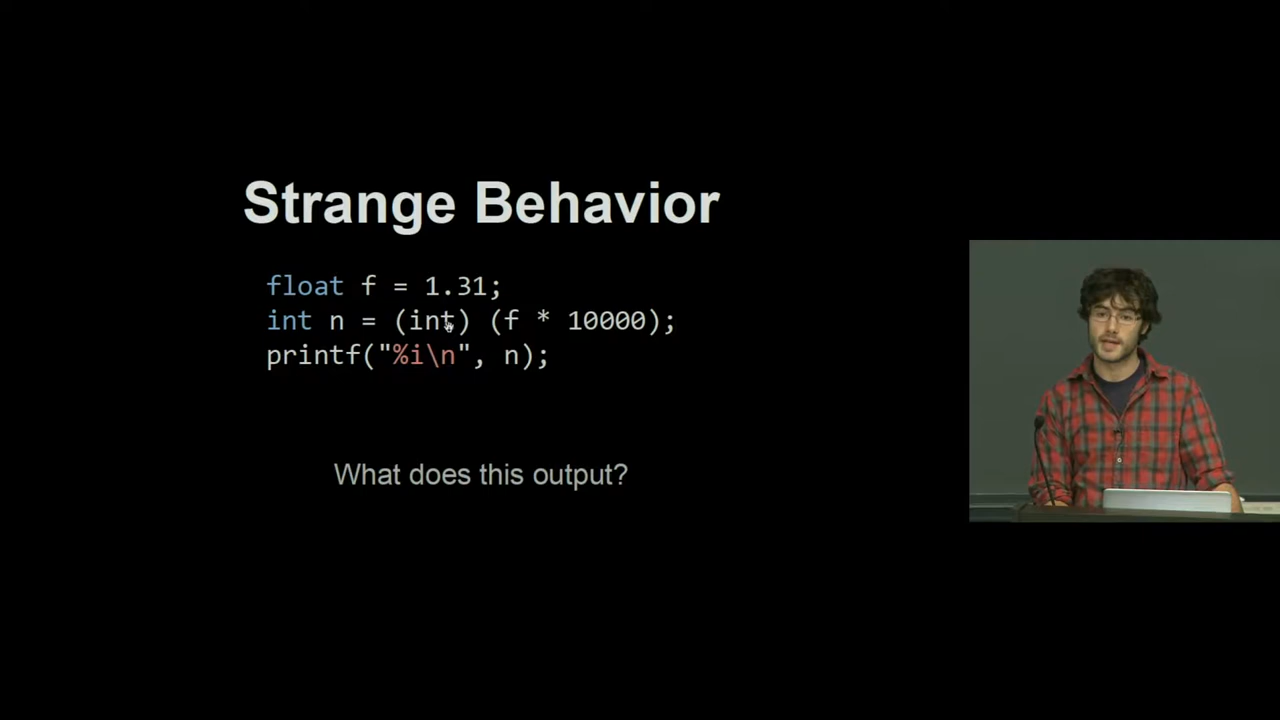 Strange Behavior
float f = 1.31;
int n = (int) (f * 10000);
printf("%i\n", n);
What does this output?